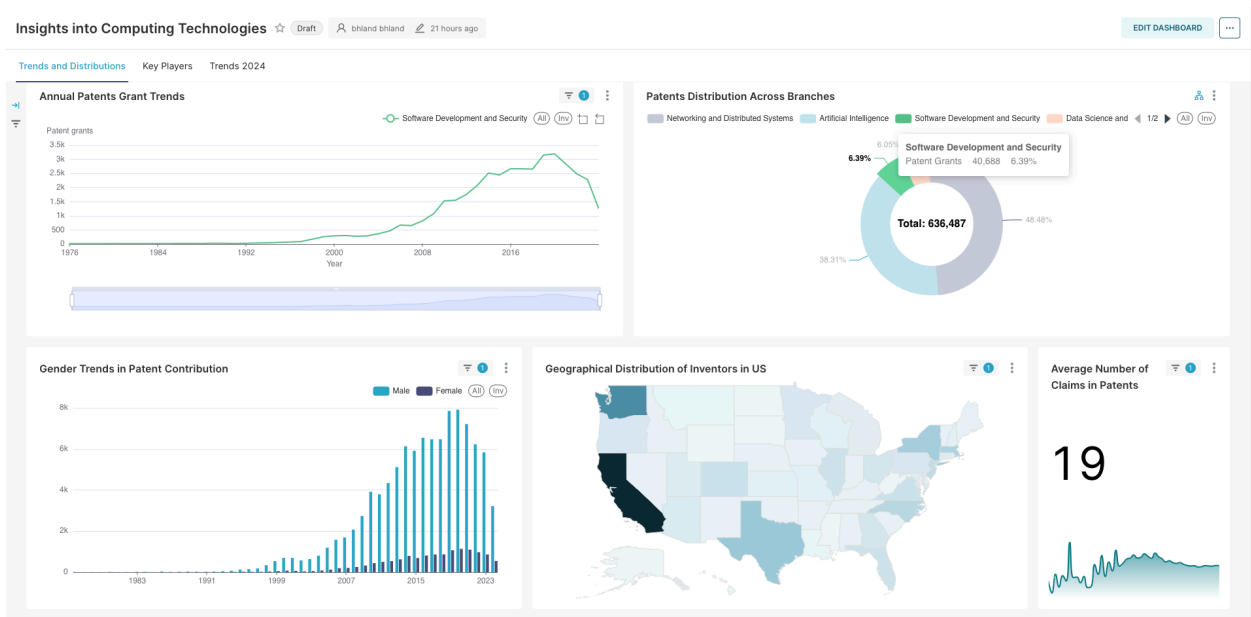 Insights into Computing Technologies Draft bhland bhland 21 hours ago EDIT DASHBOARD ...
Trends and Distributions Key Players Trends 2024
Annual Patents Grant Trends 1
Software Development and Security All Inv
Patent grants
3.5k
3k
2.5k
2k
1.5k
1k
500
0
1976 1984 1992 2000 2008 2016
Year
Patents Distribution Across Branches
Networking and Distributed Systems Artificial Intelligence Software Development and Security Data Science and 1/2 All Inv
6.05%
6.39%
Software Development and Security
Patent Grants 40,688 6.39%
Total: 636,487
48.48%
38.31%
Gender Trends in Patent Contribution 1
Male Female All Inv
8k
6k
4k
2k
0
1983 1991 1999 2007 2015 2023
Geographical Distribution of Inventors in US 1
Average Number of 1
Claims in Patents
19